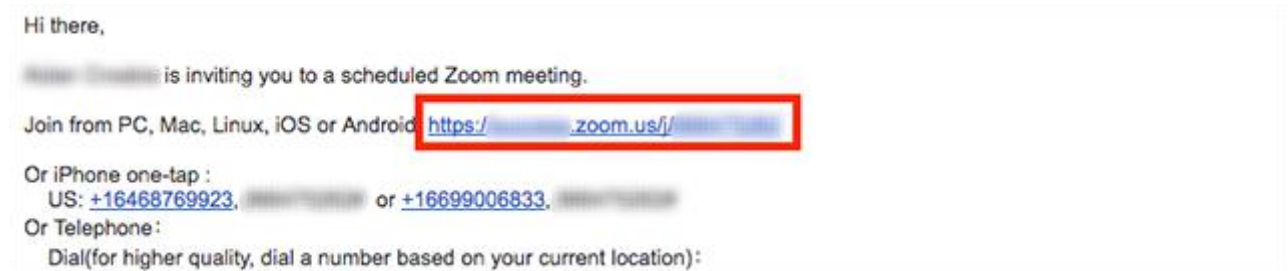 Hi there,
is inviting you to a scheduled Zoom meeting.
Join from PC, Mac, Linux, iOS or Android https:/ .zoom.us/j/
Or iPhone one-tap :
US: +16468769923, or +16699006833,
Or Telephone:
Dial(for higher quality, dial a number based on your current location):